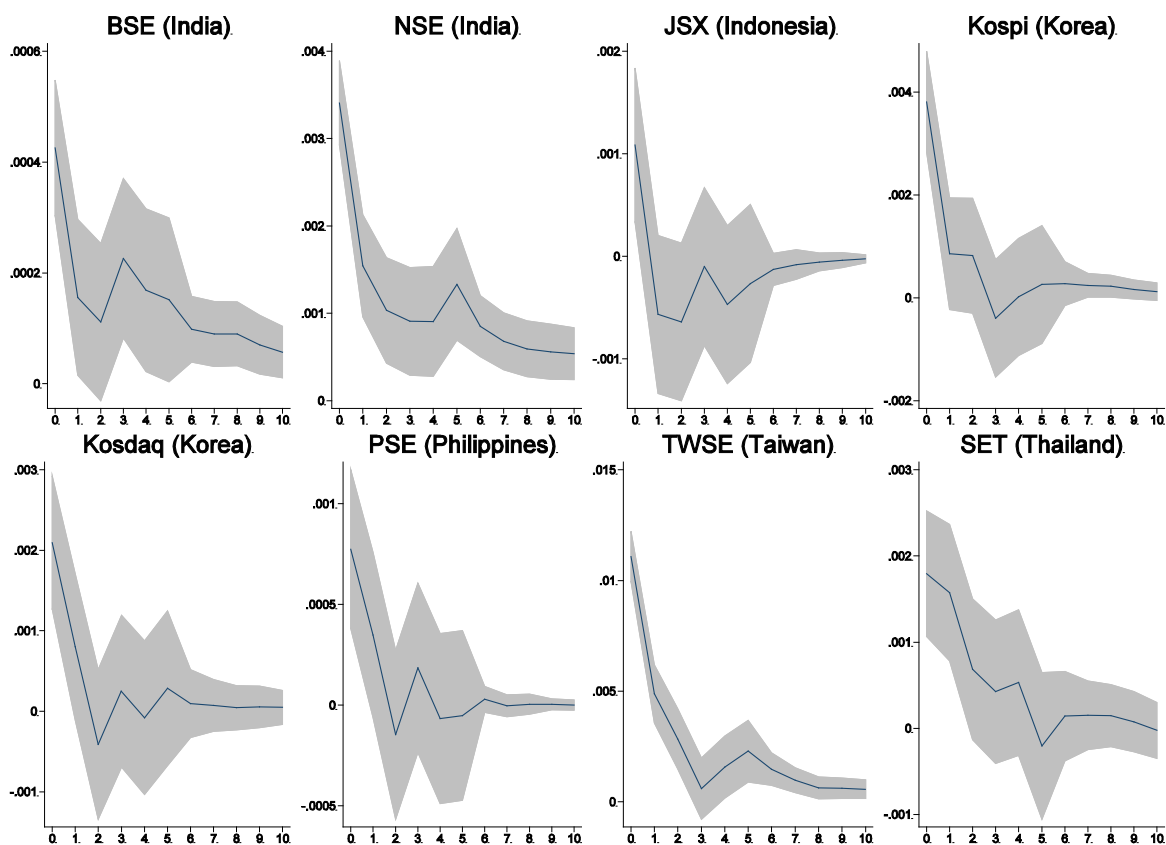 BSE (India).
.0006
.0004
.0002
0.
0. 1. 2. 3. 4. 5. 6. 7. 8. 9. 10.
NSE (India).
.004
.003
.002
.001
0.
0. 1. 2. 3. 4. 5. 6. 7. 8. 9. 10.
JSX (Indonesia).
.002
.001
0.
-.001
0. 1. 2. 3. 4. 5. 6. 7. 8. 9. 10.
Kospi (Korea).
.004
.002
0.
-.002
0. 1. 2. 3. 4. 5. 6. 7. 8. 9. 10.
Kosdaq (Korea).
.003
.002
.001
0.
-.001
0. 1. 2. 3. 4. 5. 6. 7. 8. 9. 10.
PSE (Philippines).
.001
.0005
0.
-.0005
0. 1. 2. 3. 4. 5. 6. 7. 8. 9. 10.
TWSE (Taiwan).
.015
.01
.005
0.
0. 1. 2. 3. 4. 5. 6. 7. 8. 9. 10.
SET (Thailand).
.003
.002
.001
0.
-.001
0. 1. 2. 3. 4. 5. 6. 7. 8. 9. 10.